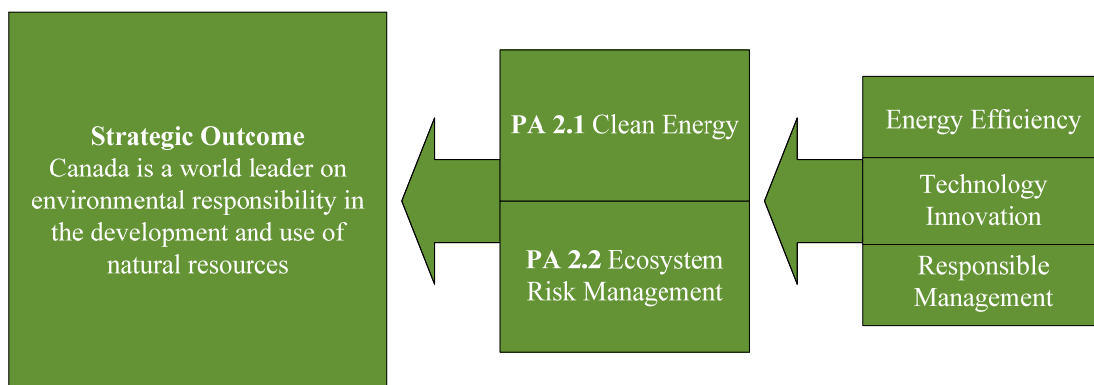 Strategic Outcome
Canada is a world leader on
environmental responsibility in
the development and use of
natural resources
PA 2.1 Clean Energy
PA 2.2 Ecosystem
Risk Management
Energy Efficiency
Technology
Innovation
Responsible
Management